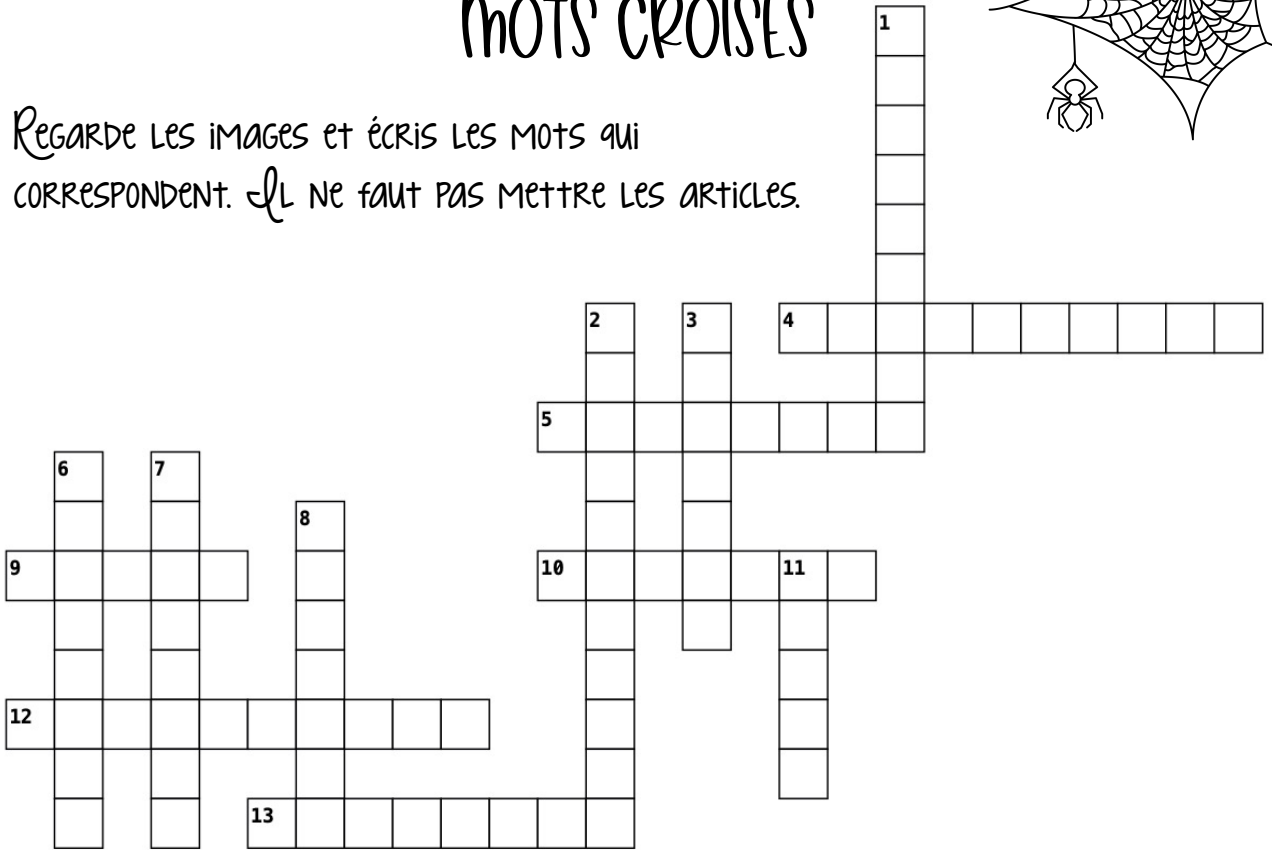 MOTS CROISÉS
1
Regarde les images et écris les mots qui
correspondent. Il ne faut pas mettre les articles.
2 3 4
5
6 7
8
9 10 11
12
13